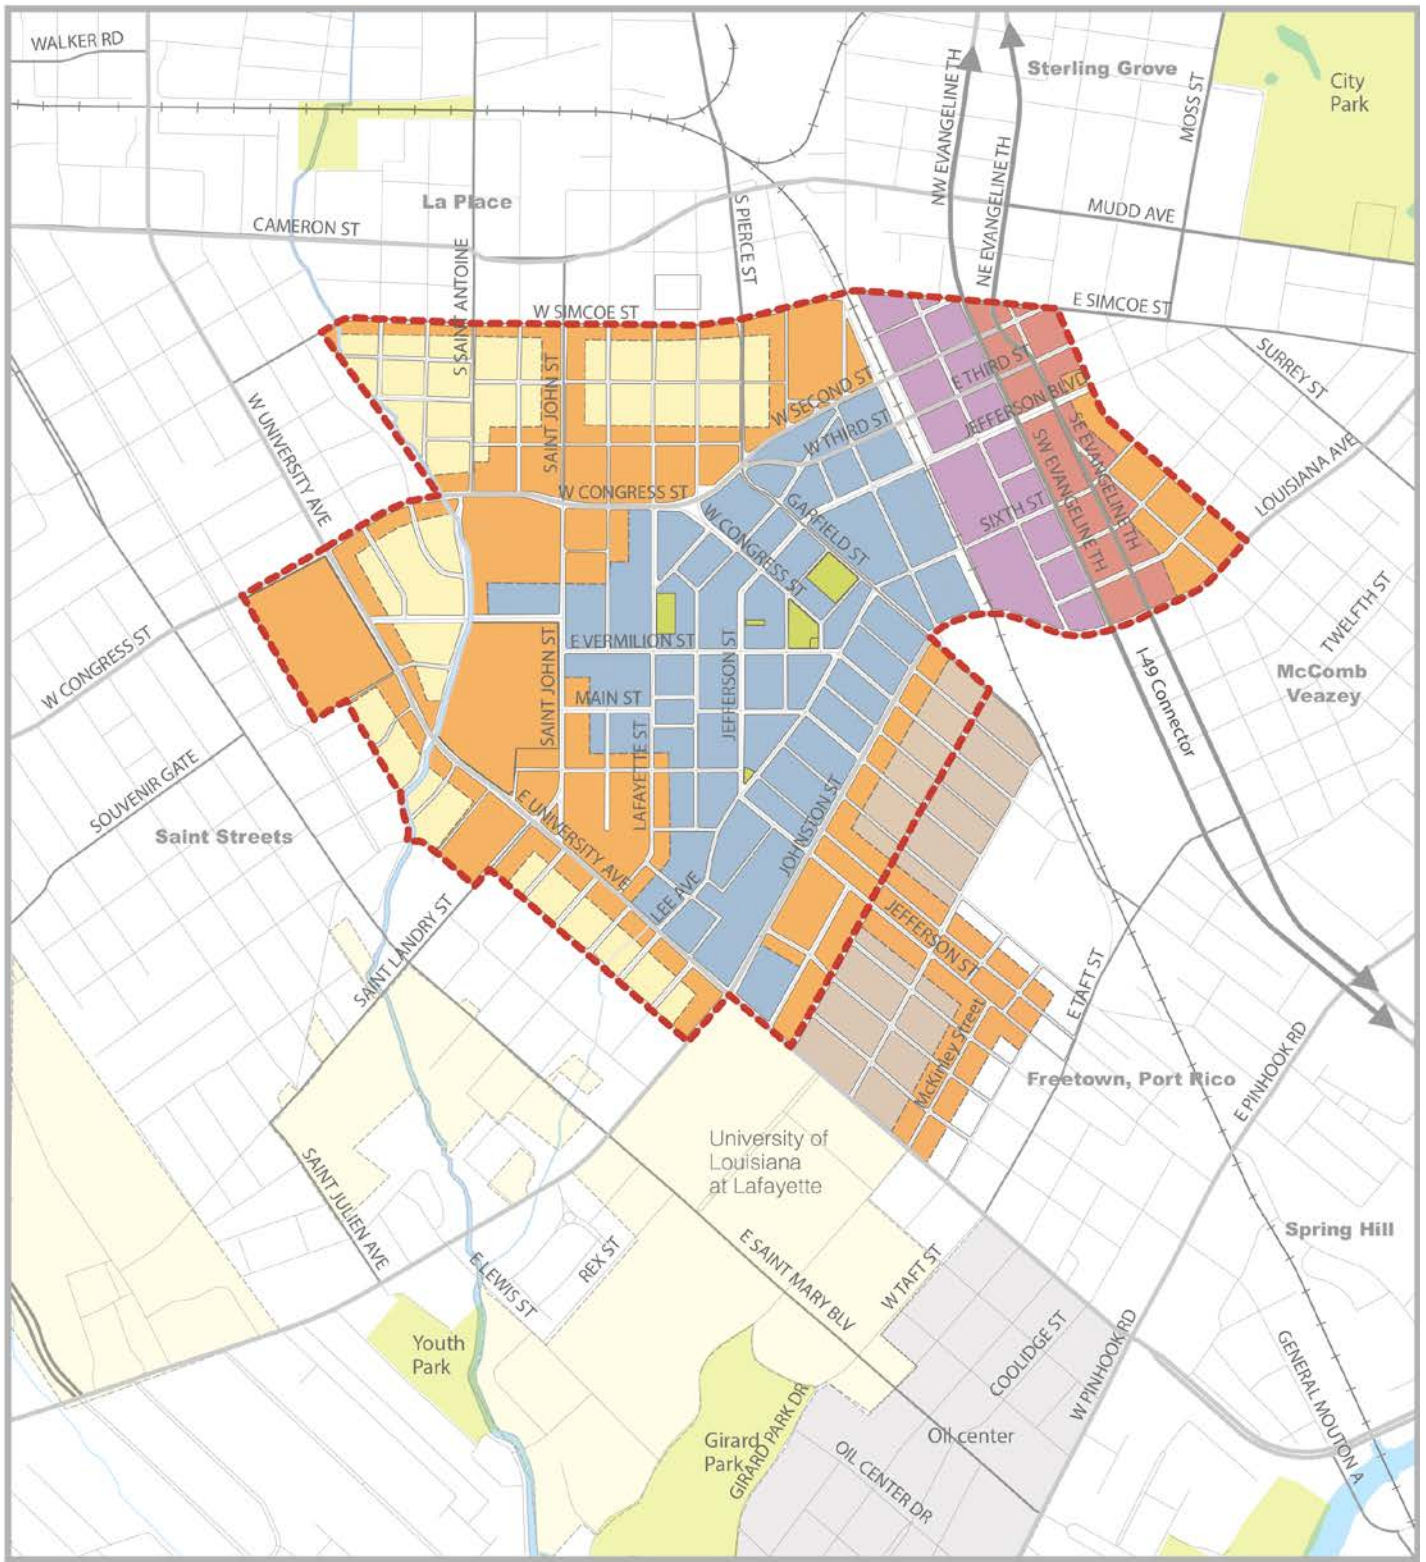 WALKER RD
Sterling Grove
City
Park
MOSS ST
NW EVANGELINE TH
NE EVANGELINE TH
La Place
MUDD AVE
CAMERON ST
S PIERCE ST
S SAINT ANTOINE
W SIMCOE ST
E SIMCOE ST
SURREY ST
SAINT JOHN ST
W SECOND ST
E THIRD ST
JEFFERSON BLVD
W THIRD ST
W UNIVERSITY AVE
SE EVANGELINE TH
SW EVANGELINE TH
LOUISIANA AVE
W CONGRESS ST
SIXTH ST
GARFIELD ST
W CONGRESS ST
TWELFTH ST
W CONGRESS ST
E VERMILION ST
SAINT JOHN ST
JEFFERSON ST
MAIN ST
LAFAYETTE ST
I-49 Connector
McComb
Veazey
SOUVENIR GATE
Saint Streets
E UNIVERSITY AVE
JOHNSTON ST
LEE AVE
JEFFERSON ST
SAINT LANDRY ST
E TAFT ST
McKinley Street
Freetown, Port Rico
E PINHOOK RD
University of
Louisiana
at Lafayette
SAINT JULIEN AVE
Spring Hill
E LEWIS ST
REX ST
E SAINT MARY BLV
W TAFT ST
Youth
Park
COOLIDGE ST
W PINHOOK RD
GENERAL MOUTON A
Girard
Park
GIRARD PARK DR
Oil center
OIL CENTER DR